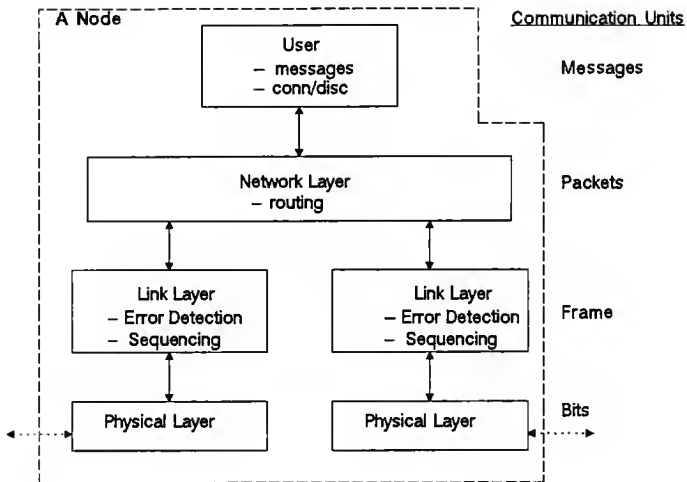 A Node
Communication Units
User
– messages
– conn/disc
Messages
Network Layer
– routing
Packets
Link Layer
– Error Detection
– Sequencing
Link Layer
– Error Detection
– Sequencing
Frame
Physical Layer
Physical Layer
Bits